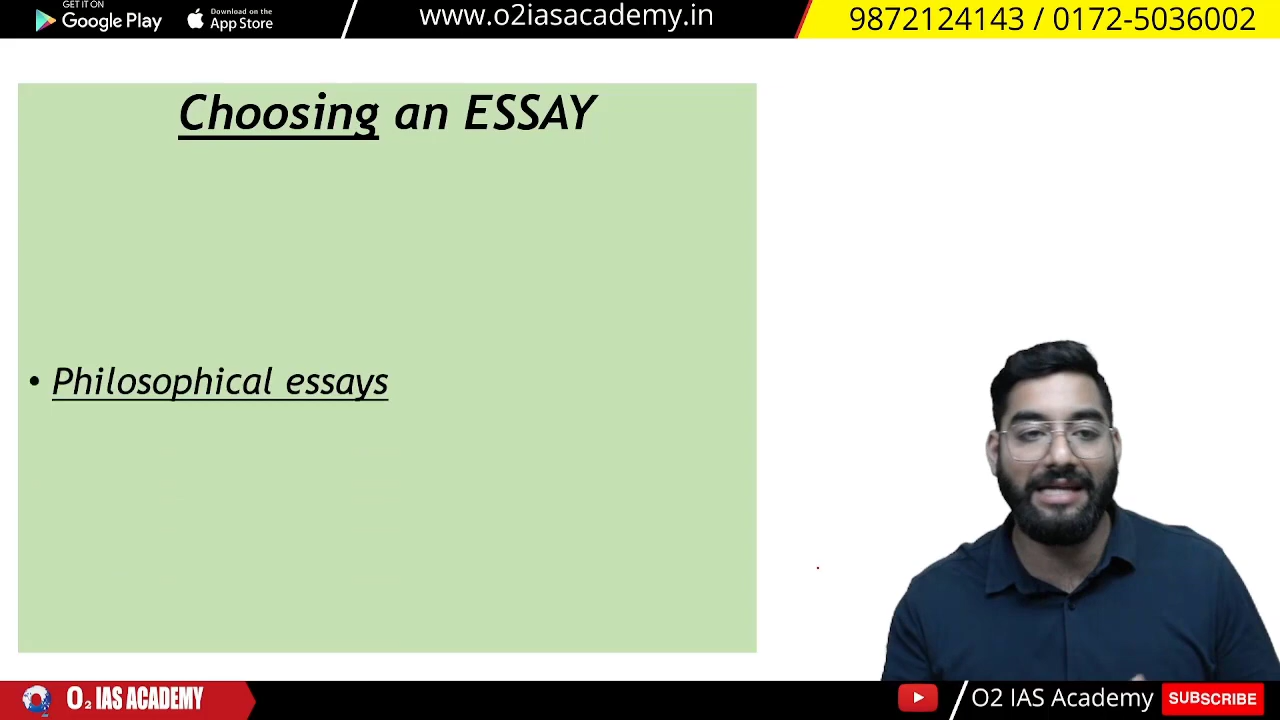 GET IT ON
Google Play
Download on the
App Store
www.o2iasacademy.in
9872124143 / 0172-5036002
Choosing an ESSAY
• Philosophical essays
O2 IAS ACADEMY
O2 IAS Academy
SUBSCRIBE